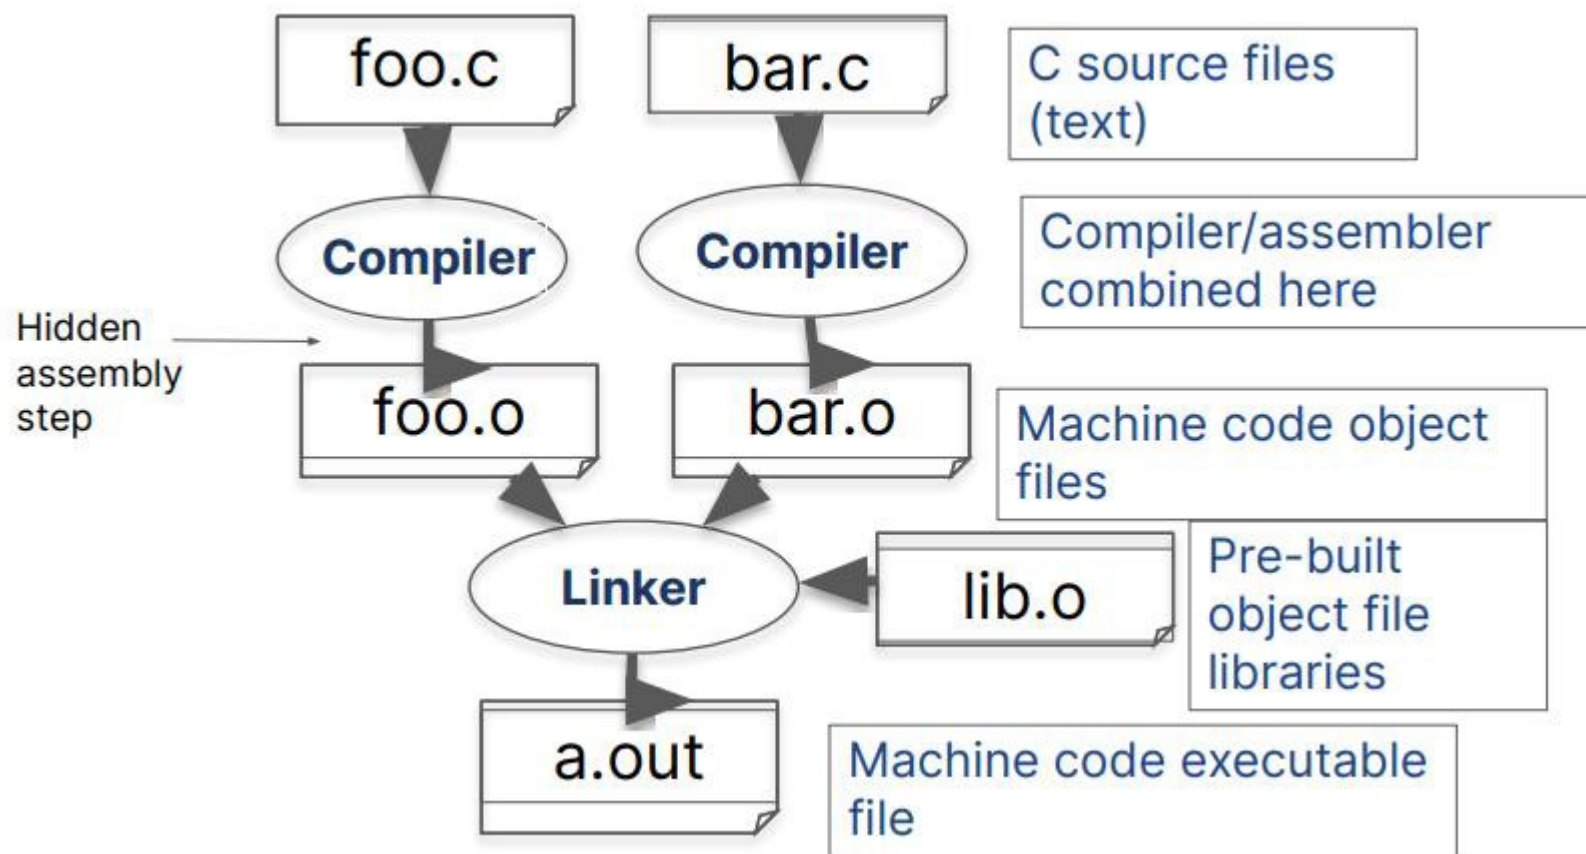 foo.c
bar.c
C source files
(text)
Compiler
Compiler
Compiler/assembler
combined here
Hidden
assembly
step
foo.o
bar.o
Machine code object
files
Linker
lib.o
Pre-built
object file
libraries
a.out
Machine code executable
file